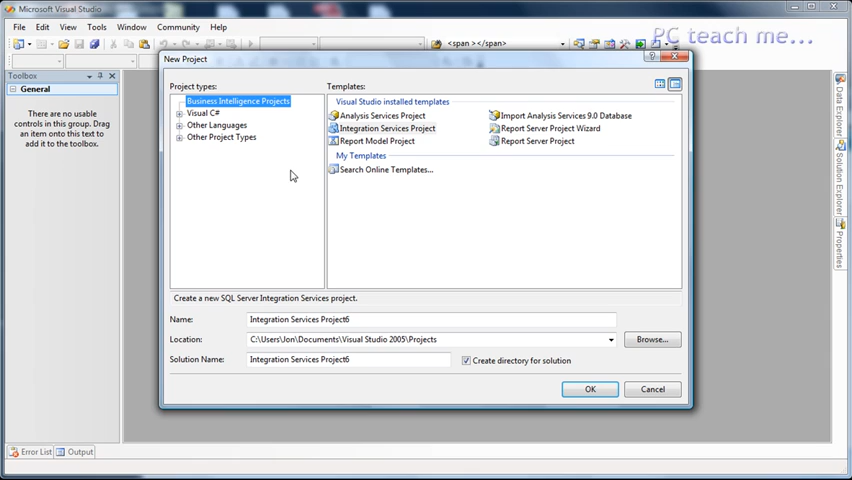 Microsoft Visual Studio
File Edit View Tools Window Community Help
<span ></span>
PC teach me...
Toolbox
General
There are no usable
controls in this group. Drag
an item onto this text to
add it to the toolbox.
New Project
Project types:
Business Intelligence Projects
Visual C#
Other Languages
Other Project Types
Templates:
Visual Studio installed templates
Analysis Services Project
Import Analysis Services 9.0 Database
Integration Services Project
Report Server Project Wizard
Report Model Project
Report Server Project
My Templates
Search Online Templates...
Create a new SQL Server Integration Services project.
Name: Integration Services Project6
Location: C:\Users\Jon\Documents\Visual Studio 2005\Projects
Browse...
Solution Name: Integration Services Project6
Create directory for solution
OK
Cancel
Data Explorer
Solution Explorer
Properties
Error List
Output